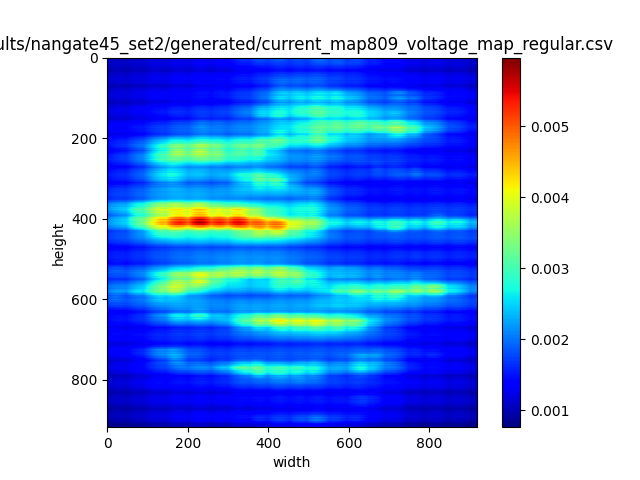 ults/nangate45_set2/generated/current_map809_voltage_map_regular.csv
0
200
400
600
800
height
0 200 400 600 800
width
0.005
0.004
0.003
0.002
0.001